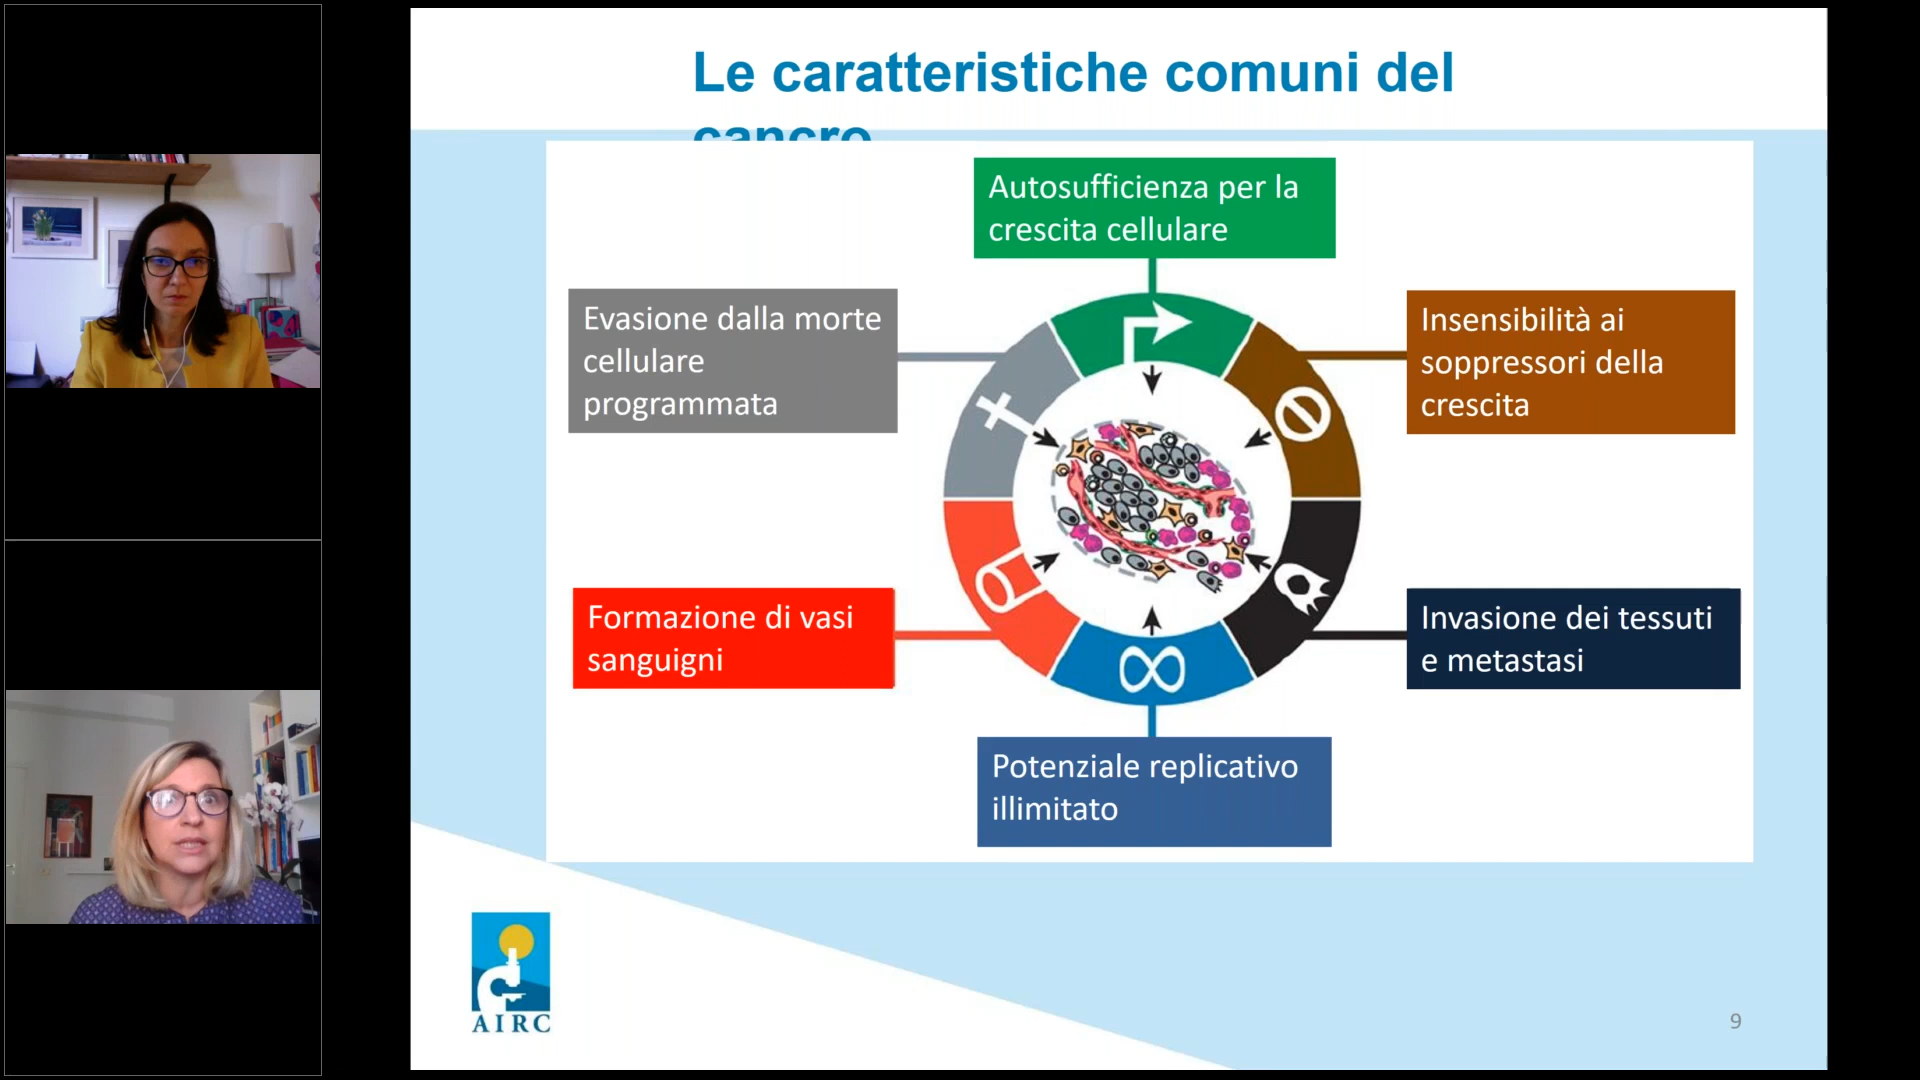 Le caratteristiche comuni del
cancro
Autosufficienza per la
crescita cellulare
Evasione dalla morte
cellulare
programmata
Insensibilità ai
soppressori della
crescita
Formazione di vasi
sanguigni
Invasione dei tessuti
e metastasi
Potenziale replicativo
illimitato
AIRC
9